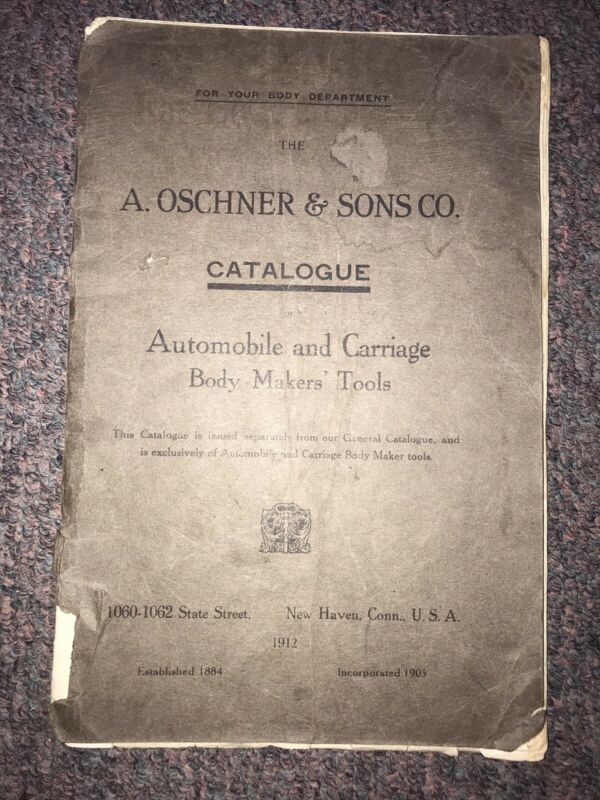 FOR YOUR BODY DEPARTMENT
THE
A. OSCHNER & SONS CO.
CATALOGUE
OF
Automobile and Carriage
Body Makers' Tools
This Catalogue is issued separately from our General Catalogue, and
is exclusively of Automobile and Carriage Body Maker tools.
1060-1062 State Street, New Haven, Conn., U. S. A.
1912
Established 1884 Incorporated 1905